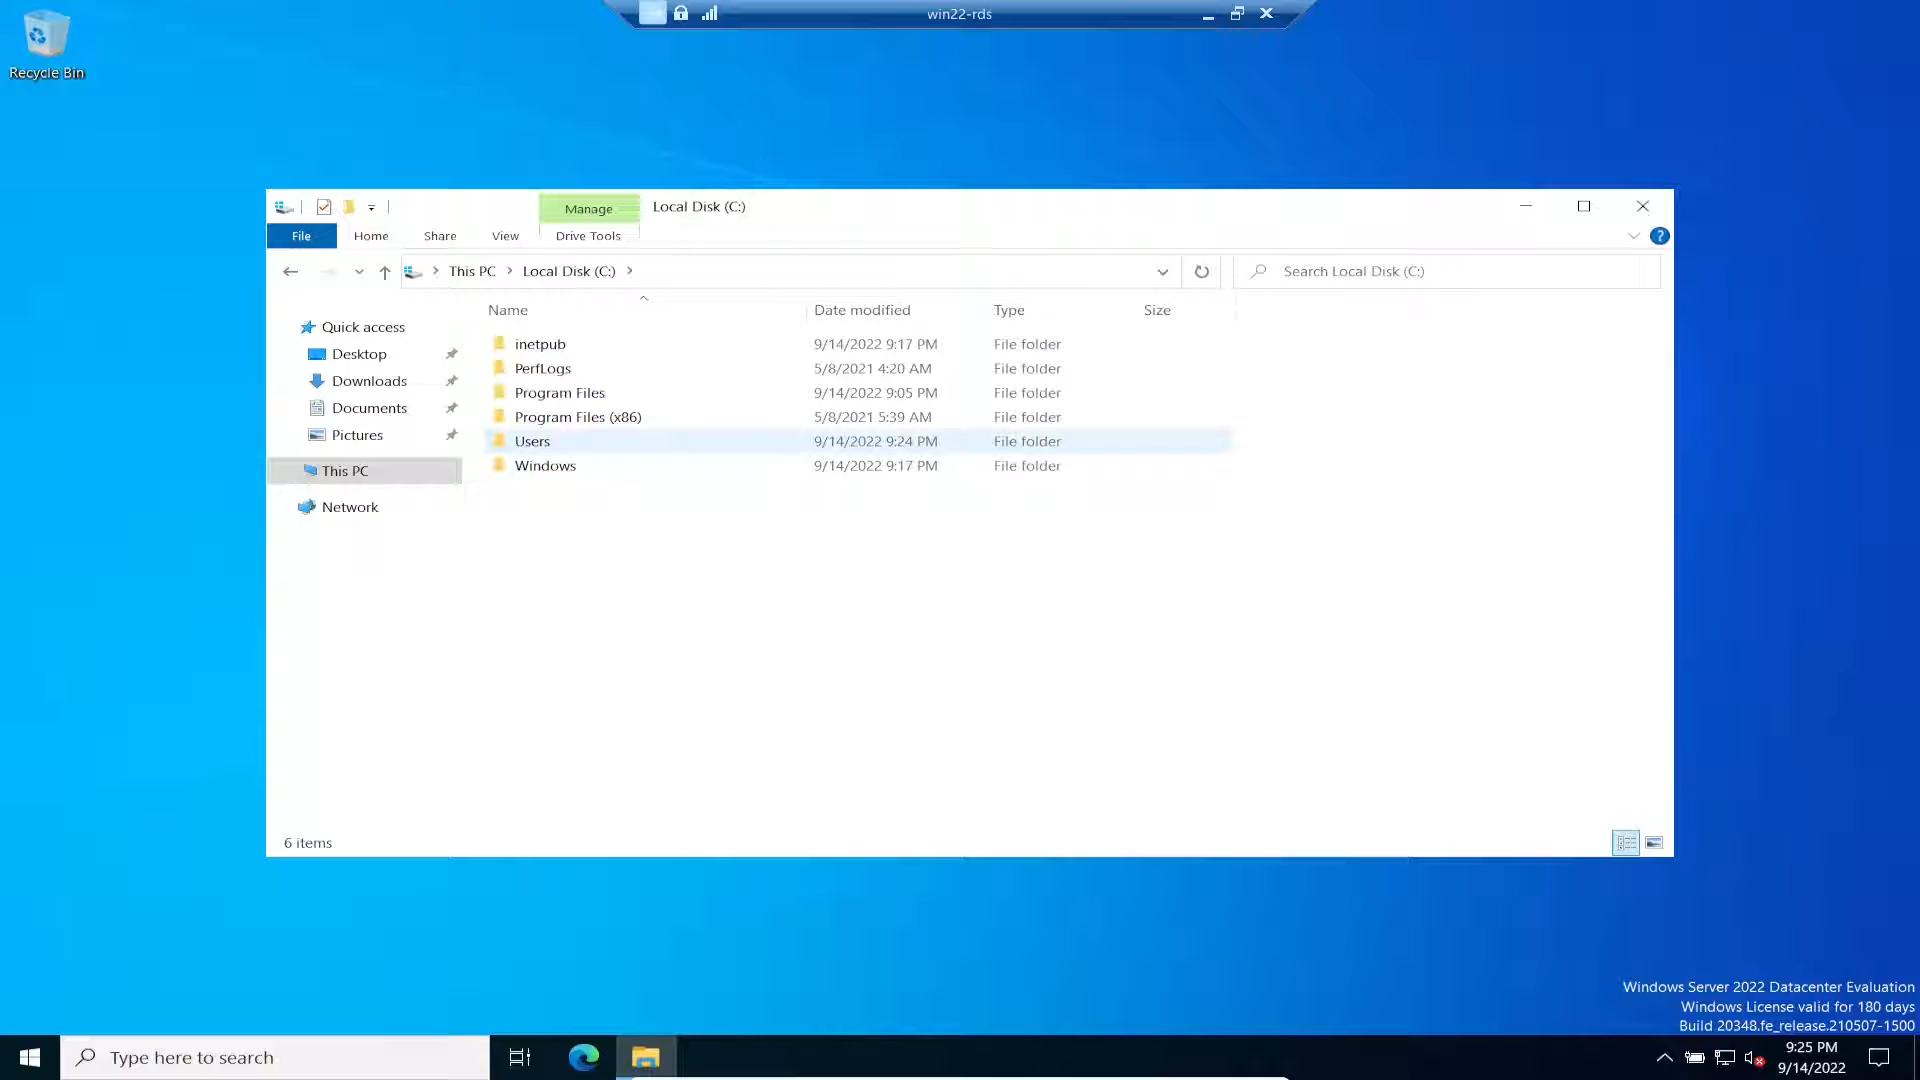 win22-rds
Recycle Bin
Manage
Local Disk (C:)
File
Home
Share
View
Drive Tools
This PC
Local Disk (C:)
Search Local Disk (C:)
Name
Date modified
Type
Size
Quick access
Desktop
Downloads
Documents
Pictures
This PC
Network
inetpub 9/14/2022 9:17 PM File folder
PerfLogs 5/8/2021 4:20 AM File folder
Program Files 9/14/2022 9:05 PM File folder
Program Files (x86) 5/8/2021 5:39 AM File folder
Users 9/14/2022 9:24 PM File folder
Windows 9/14/2022 9:17 PM File folder
6 items
Windows Server 2022 Datacenter Evaluation
Windows License valid for 180 days
Build 20348.fe_release.210507-1500
Type here to search
9:25 PM
9/14/2022